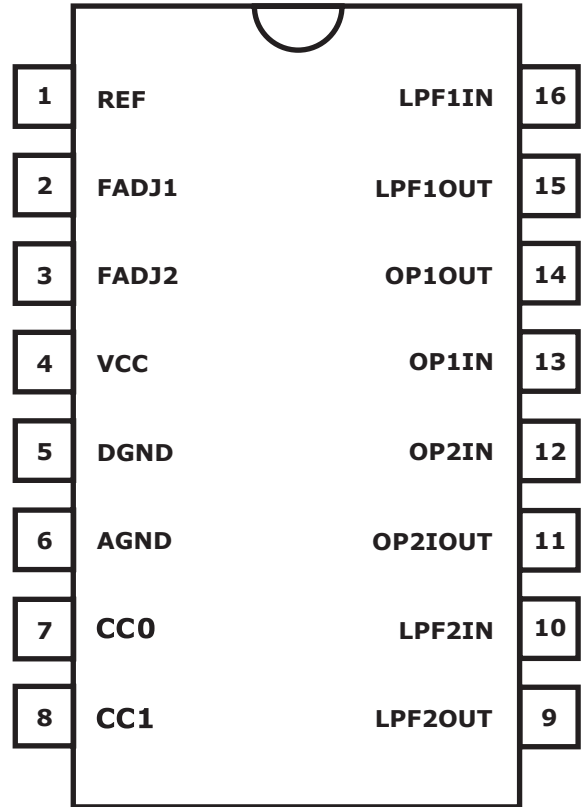 1 REF LPF1IN 16
2 FADJ1 LPF1OUT 15
3 FADJ2 OP1OUT 14
4 VCC OP1IN 13
5 DGND OP2IN 12
6 AGND OP2IOUT 11
7 CC0 LPF2IN 10
8 CC1 LPF2OUT 9